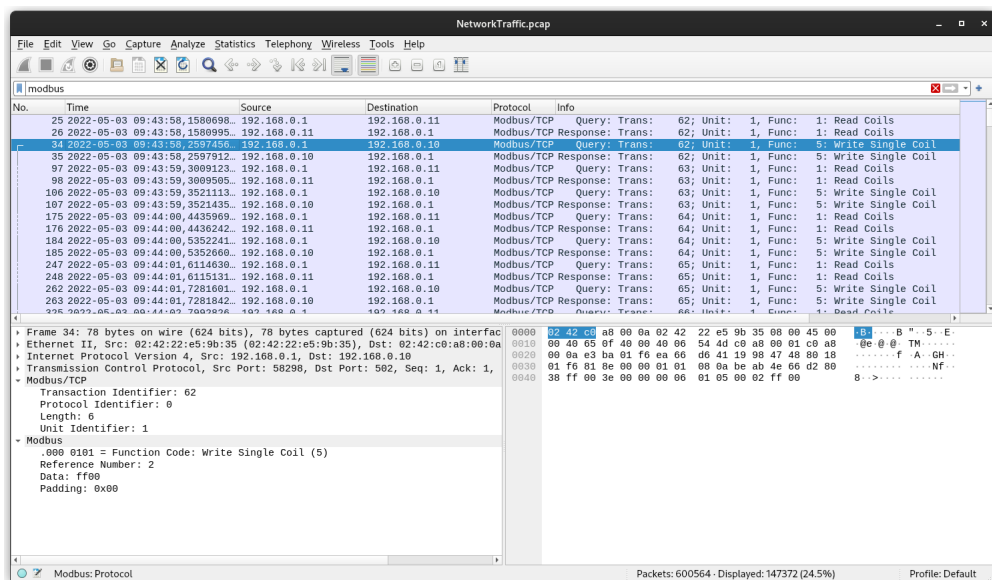 NetworkTraffic.pcap
File Edit View Go Capture Analyze Statistics Telephony Wireless Tools Help
modbus
No. Time Source Destination Protocol Info
25 2022-05-03 09:43:58,1580698… 192.168.0.1 192.168.0.11 Modbus/TCP Query: Trans: 62; Unit: 1, Func: 1: Read Coils
26 2022-05-03 09:43:58,1580995… 192.168.0.11 192.168.0.1 Modbus/TCP Response: Trans: 62; Unit: 1, Func: 1: Read Coils
34 2022-05-03 09:43:58,2597456… 192.168.0.1 192.168.0.10 Modbus/TCP Query: Trans: 62; Unit: 1, Func: 5: Write Single Coil
35 2022-05-03 09:43:58,2597912… 192.168.0.10 192.168.0.1 Modbus/TCP Response: Trans: 62; Unit: 1, Func: 5: Write Single Coil
97 2022-05-03 09:43:59,3009123… 192.168.0.1 192.168.0.11 Modbus/TCP Query: Trans: 63; Unit: 1, Func: 1: Read Coils
98 2022-05-03 09:43:59,3009505… 192.168.0.11 192.168.0.1 Modbus/TCP Response: Trans: 63; Unit: 1, Func: 1: Read Coils
106 2022-05-03 09:43:59,3521113… 192.168.0.1 192.168.0.10 Modbus/TCP Query: Trans: 63; Unit: 1, Func: 5: Write Single Coil
107 2022-05-03 09:43:59,3521435… 192.168.0.10 192.168.0.1 Modbus/TCP Response: Trans: 63; Unit: 1, Func: 5: Write Single Coil
175 2022-05-03 09:44:00,4435969… 192.168.0.1 192.168.0.11 Modbus/TCP Query: Trans: 64; Unit: 1, Func: 1: Read Coils
176 2022-05-03 09:44:00,4436242… 192.168.0.11 192.168.0.1 Modbus/TCP Response: Trans: 64; Unit: 1, Func: 1: Read Coils
184 2022-05-03 09:44:00,5352241… 192.168.0.1 192.168.0.10 Modbus/TCP Query: Trans: 64; Unit: 1, Func: 5: Write Single Coil
185 2022-05-03 09:44:00,5352660… 192.168.0.10 192.168.0.1 Modbus/TCP Response: Trans: 64; Unit: 1, Func: 5: Write Single Coil
247 2022-05-03 09:44:01,6114630… 192.168.0.1 192.168.0.11 Modbus/TCP Query: Trans: 65; Unit: 1, Func: 1: Read Coils
248 2022-05-03 09:44:01,6115131… 192.168.0.11 192.168.0.1 Modbus/TCP Response: Trans: 65; Unit: 1, Func: 1: Read Coils
262 2022-05-03 09:44:01,7281601… 192.168.0.1 192.168.0.10 Modbus/TCP Query: Trans: 65; Unit: 1, Func: 5: Write Single Coil
263 2022-05-03 09:44:01,7281842… 192.168.0.10 192.168.0.1 Modbus/TCP Response: Trans: 65; Unit: 1, Func: 5: Write Single Coil
Frame 34: 78 bytes on wire (624 bits), 78 bytes captured (624 bits) on interfac
Ethernet II, Src: 02:42:22:e5:9b:35 (02:42:22:e5:9b:35), Dst: 02:42:c0:a8:00:0a
Internet Protocol Version 4, Src: 192.168.0.1, Dst: 192.168.0.10
Transmission Control Protocol, Src Port: 58298, Dst Port: 502, Seq: 1, Ack: 1,
Modbus/TCP
Transaction Identifier: 62
Protocol Identifier: 0
Length: 6
Unit Identifier: 1
Modbus
.000 0101 = Function Code: Write Single Coil (5)
Reference Number: 2
Data: ff00
Padding: 0x00
0000 02 42 c0 a8 00 0a 02 42 22 e5 9b 35 08 00 45 00 ·B·····B "··5··E·
0010 00 40 65 0f 40 00 40 06 54 4d c0 a8 00 01 c0 a8 ·@e·@·@· TM······
0020 00 0a e3 ba 01 f6 ea 66 d6 41 19 98 47 48 80 18 ·······f ·A··GH··
0030 01 f6 81 8e 00 00 01 01 08 0a be ab 4e 66 d2 80 ········ ····Nf··
0040 38 ff 00 3e 00 00 00 06 01 05 00 02 ff 00 8··>···· ······
Modbus: Protocol Packets: 600564 · Displayed: 147372 (24.5%) Profile: Default